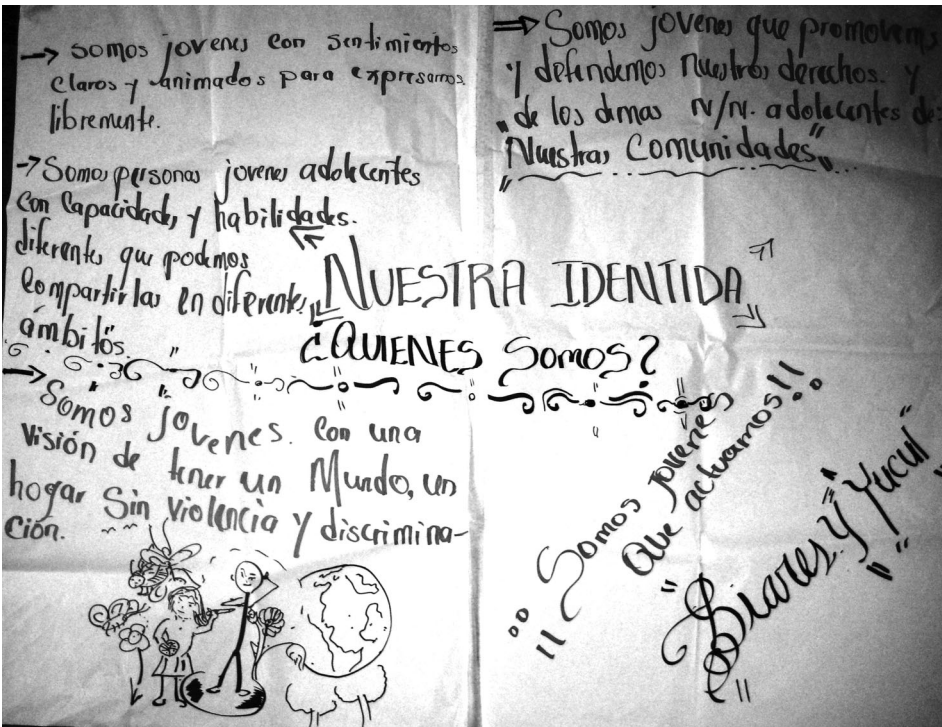 → Somos jovenes con sentimientos
claros y animados para expresarnos
libremente.
→ Somos personas jovenes adolecentes
con Capacidades y habilidades.
diferentes que podemos
compartirlas en diferentes
ámbitos.
⇒ Somos jovenes que promovems
y defendemos nuestros derechos. y
de los demas N/N. adolecentes de
"Nuestras Comunidades"
NUESTRA IDENTIDA
¿QUIENES Somos?
→ Somos jovenes. Con una
Visión de tener un Mundo, un
hogar Sin violencia y discrimina-
ción.
¡¡Somos jovenes
Que actuamos!!
"y Yucul"